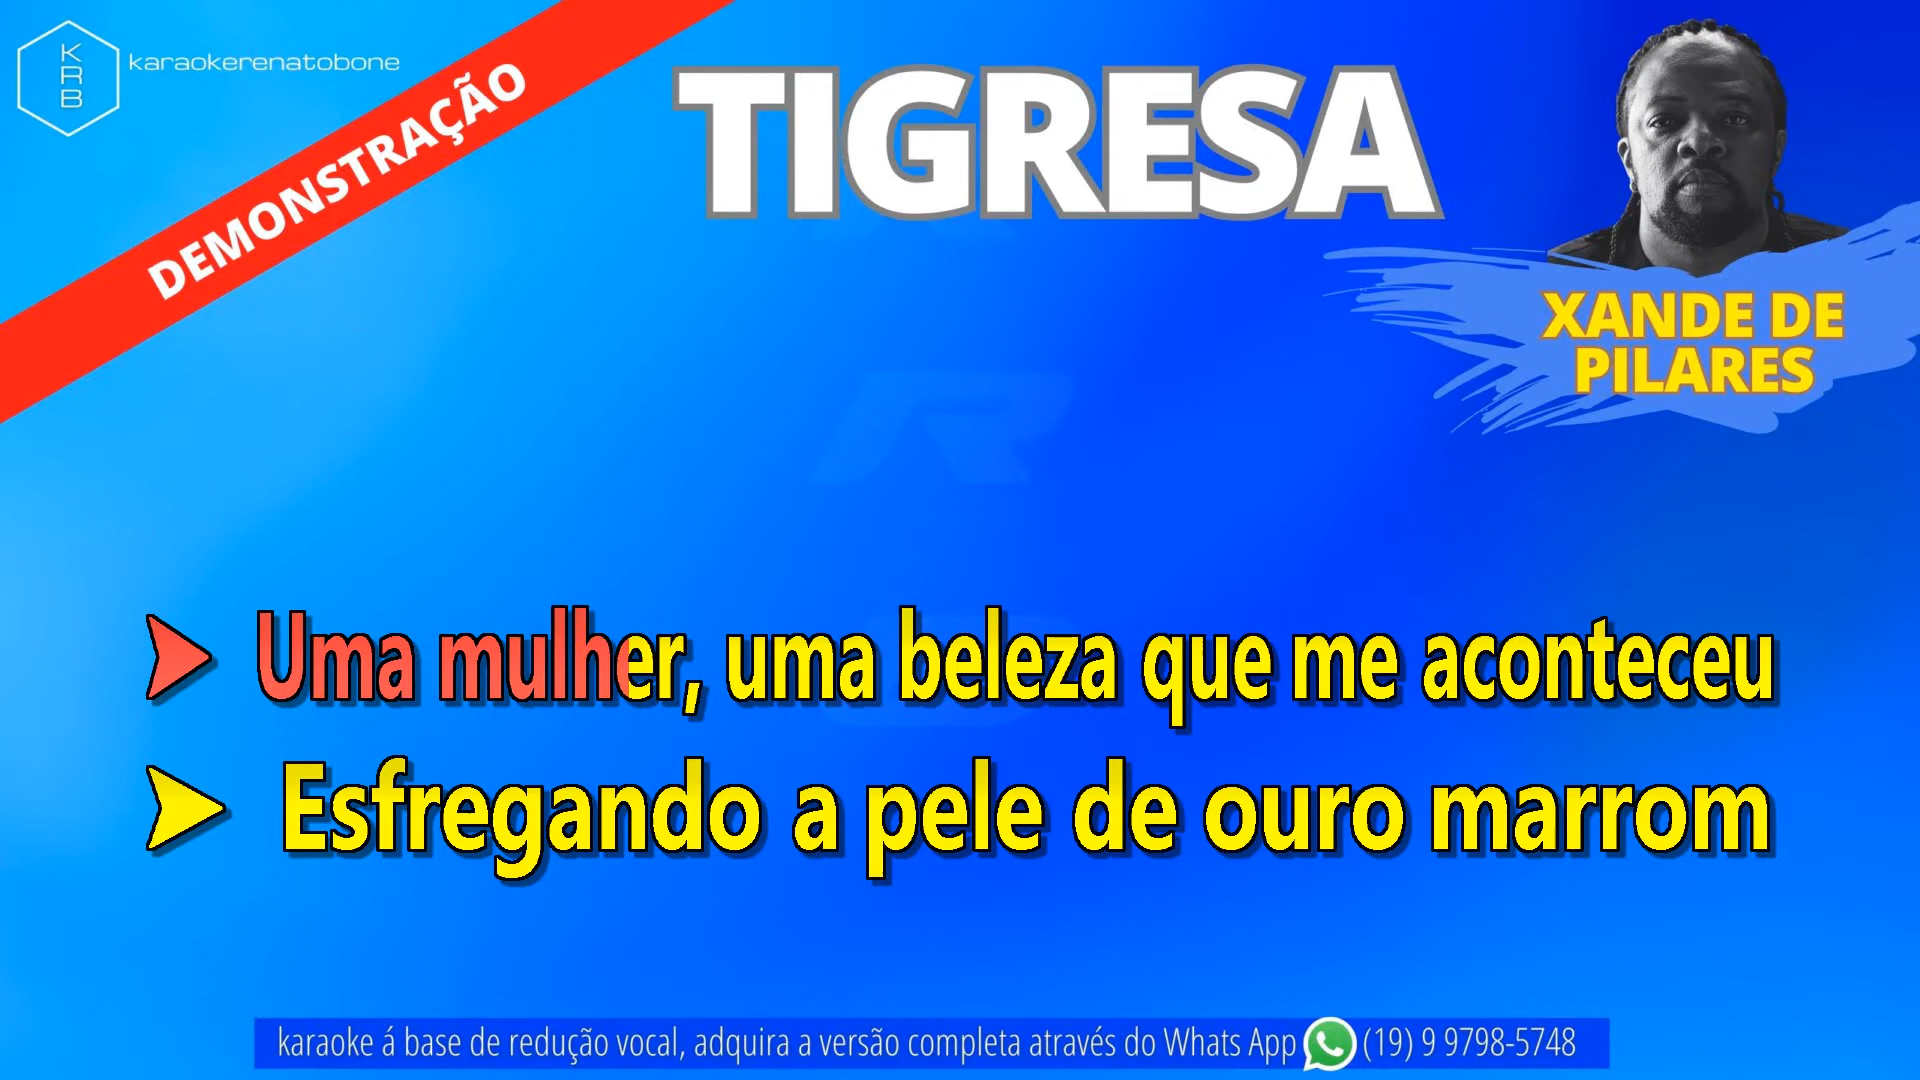 KRB
karaokerenatobone
DEMONSTRAÇÃO
TIGRESA
XANDE DE
PILARES
➤ Uma mulher, uma beleza que me aconteceu
➤ Esfregando a pele de ouro marrom
karaoke á base de redução vocal, adquira a versão completa através do Whats App (19) 9 9798-5748